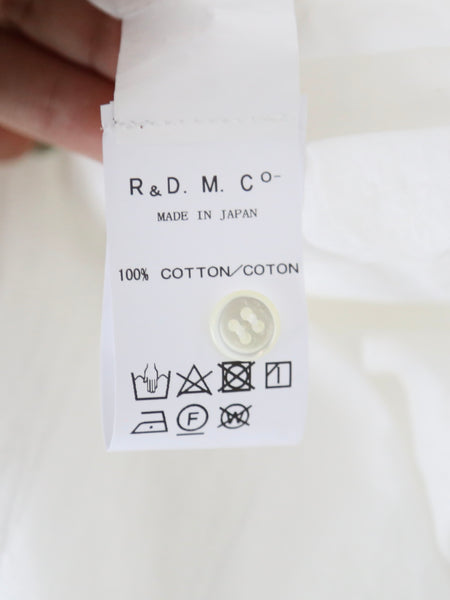 R&D. M. Co-
MADE IN JAPAN
100% COTTON/COTON
F W